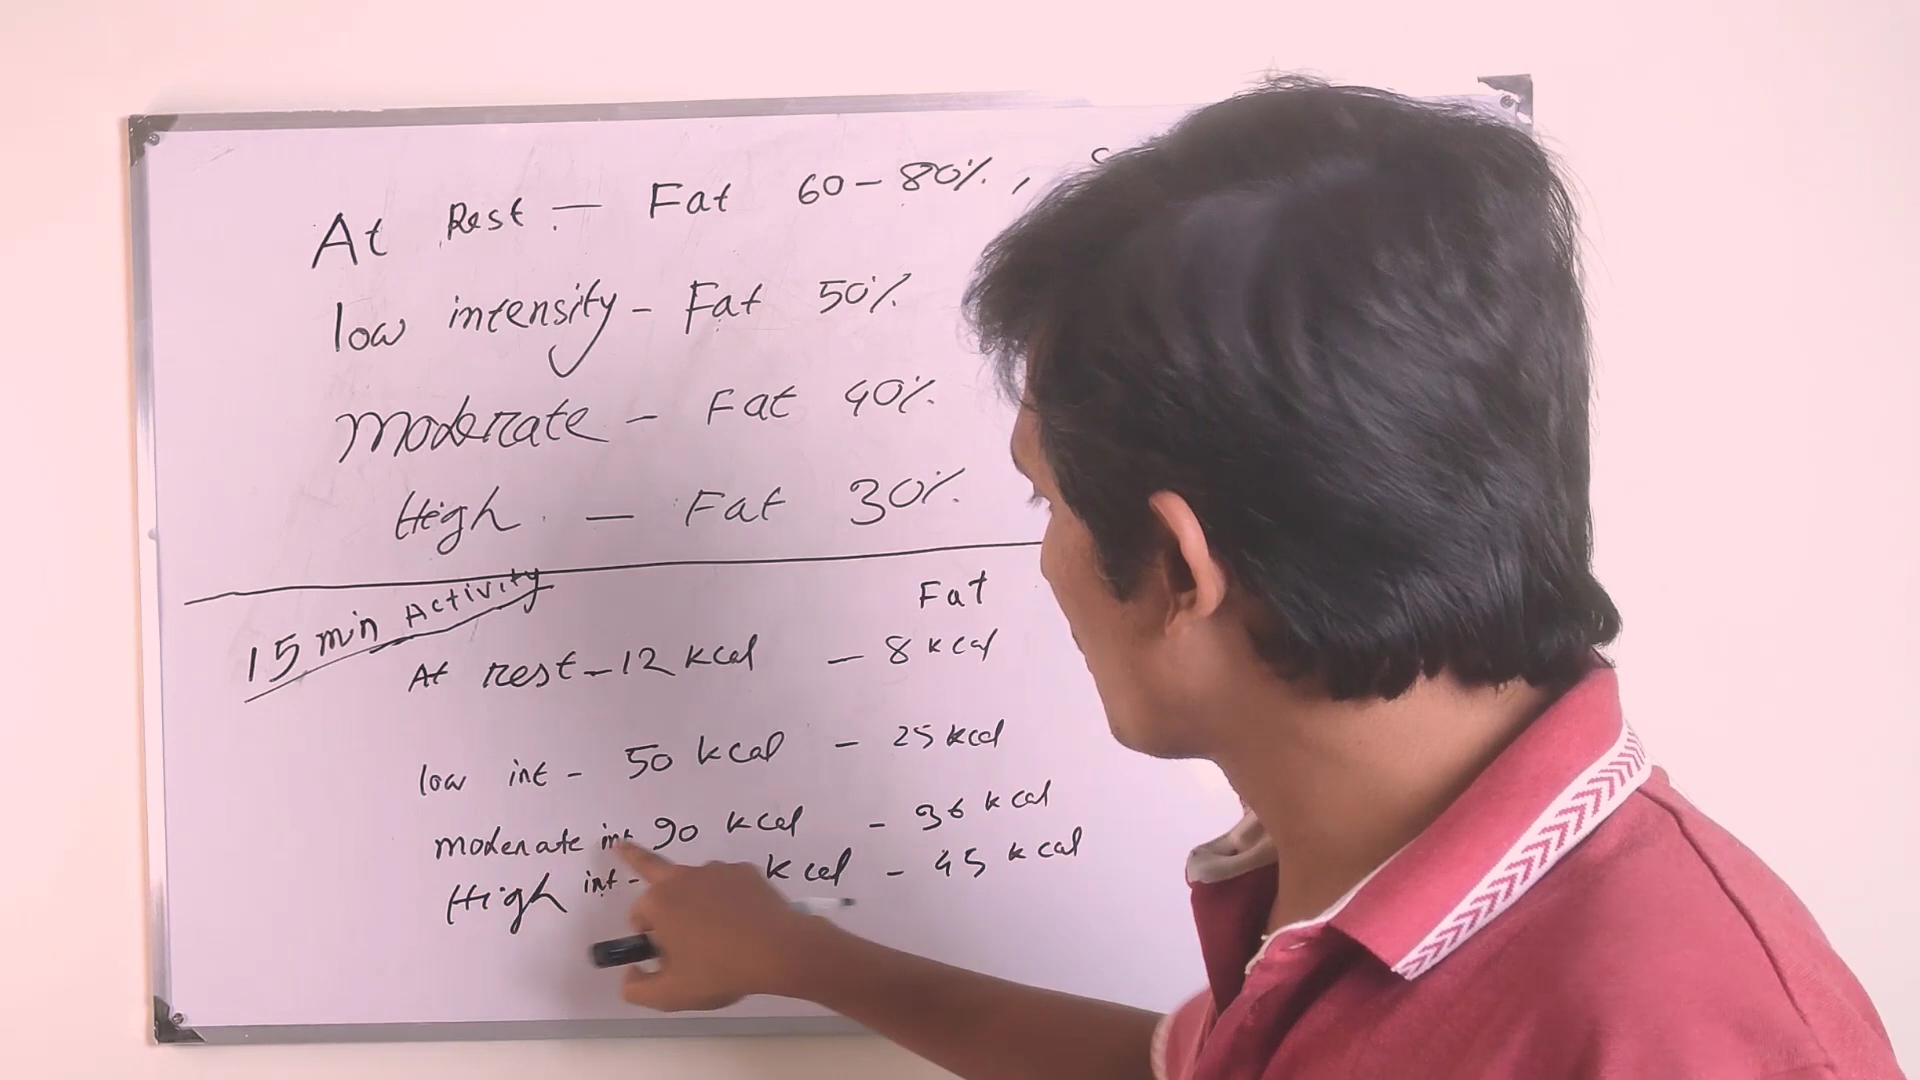 At Rest — Fat 60-80%,
low intensity - Fat 50%
Moderate - Fat 40%
High - Fat 30%
15 min Activity
Fat
At rest - 12 kcal - 8 kcal
low int - 50 kcal - 25 kcal
moderate int 90 kcal - 36 kcal
High int - kcal - 45 kcal